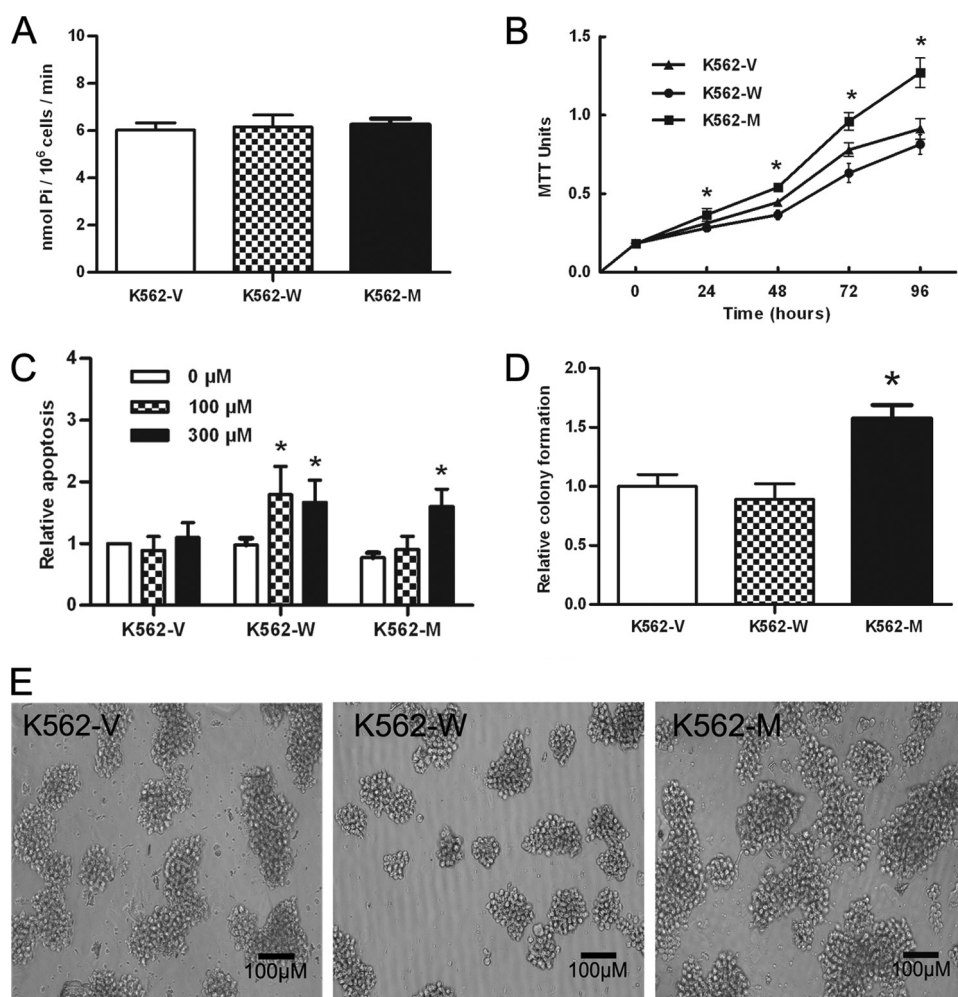 A
nmol Pi / 10⁶ cells / min
10
8
6
4
2
0
K562-V K562-W K562-M
B
MTT Units
1.5
1.0
0.5
0.0
K562-V
K562-W
K562-M
* * * *
0 24 48 72 96
Time (hours)
C
Relative apoptosis
4
3
2
1
0
0 µM
100 µM
300 µM
* * *
K562-V K562-W K562-M
D
Relative colony formation
2.0
1.5
1.0
0.5
0.0
*
K562-V K562-W K562-M
E
K562-V K562-W K562-M
100µM 100µM 100µM